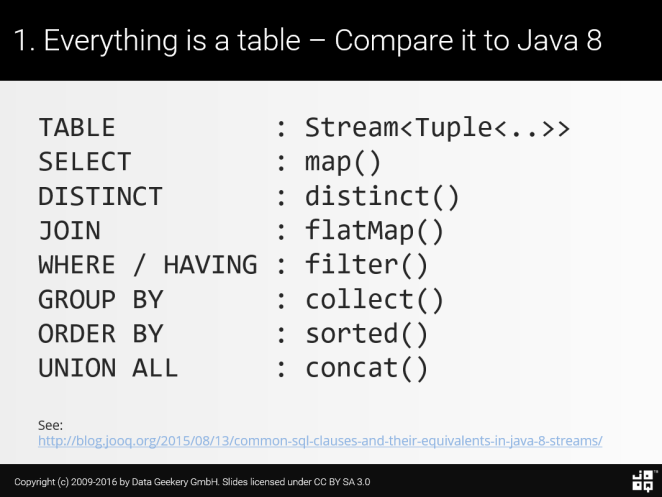 1. Everything is a table – Compare it to Java 8
TABLE : Stream<Tuple<..>>
SELECT : map()
DISTINCT : distinct()
JOIN : flatMap()
WHERE / HAVING : filter()
GROUP BY : collect()
ORDER BY : sorted()
UNION ALL : concat()
See:
http://blog.jooq.org/2015/08/13/common-sql-clauses-and-their-equivalents-in-java-8-streams/
Copyright (c) 2009-2016 by Data Geekery GmbH. Slides licensed under CC BY SA 3.0